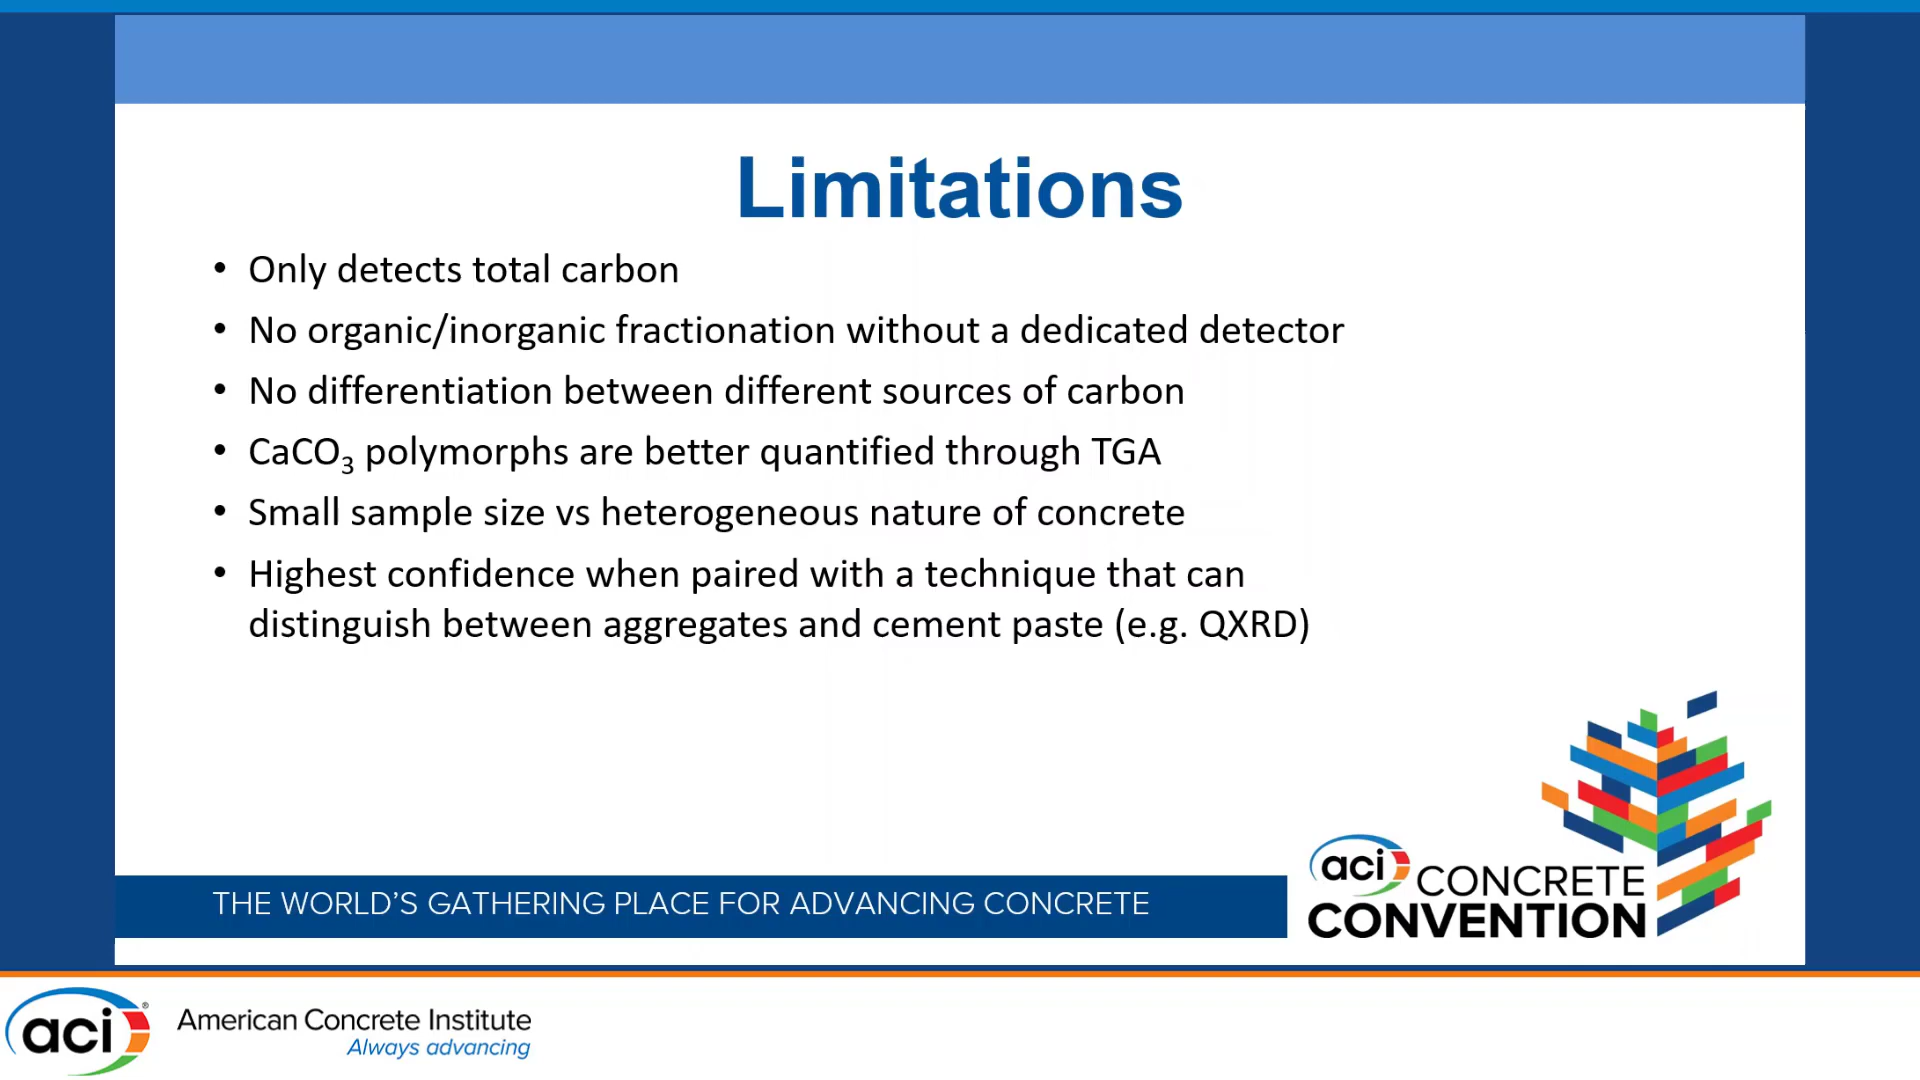 Limitations
• Only detects total carbon
• No organic/inorganic fractionation without a dedicated detector
• No differentiation between different sources of carbon
• CaCO₃ polymorphs are better quantified through TGA
• Small sample size vs heterogeneous nature of concrete
• Highest confidence when paired with a technique that can
distinguish between aggregates and cement paste (e.g. QXRD)
THE WORLD’S GATHERING PLACE FOR ADVANCING CONCRETE
aci CONCRETE
CONVENTION
aci®
American Concrete Institute
Always advancing